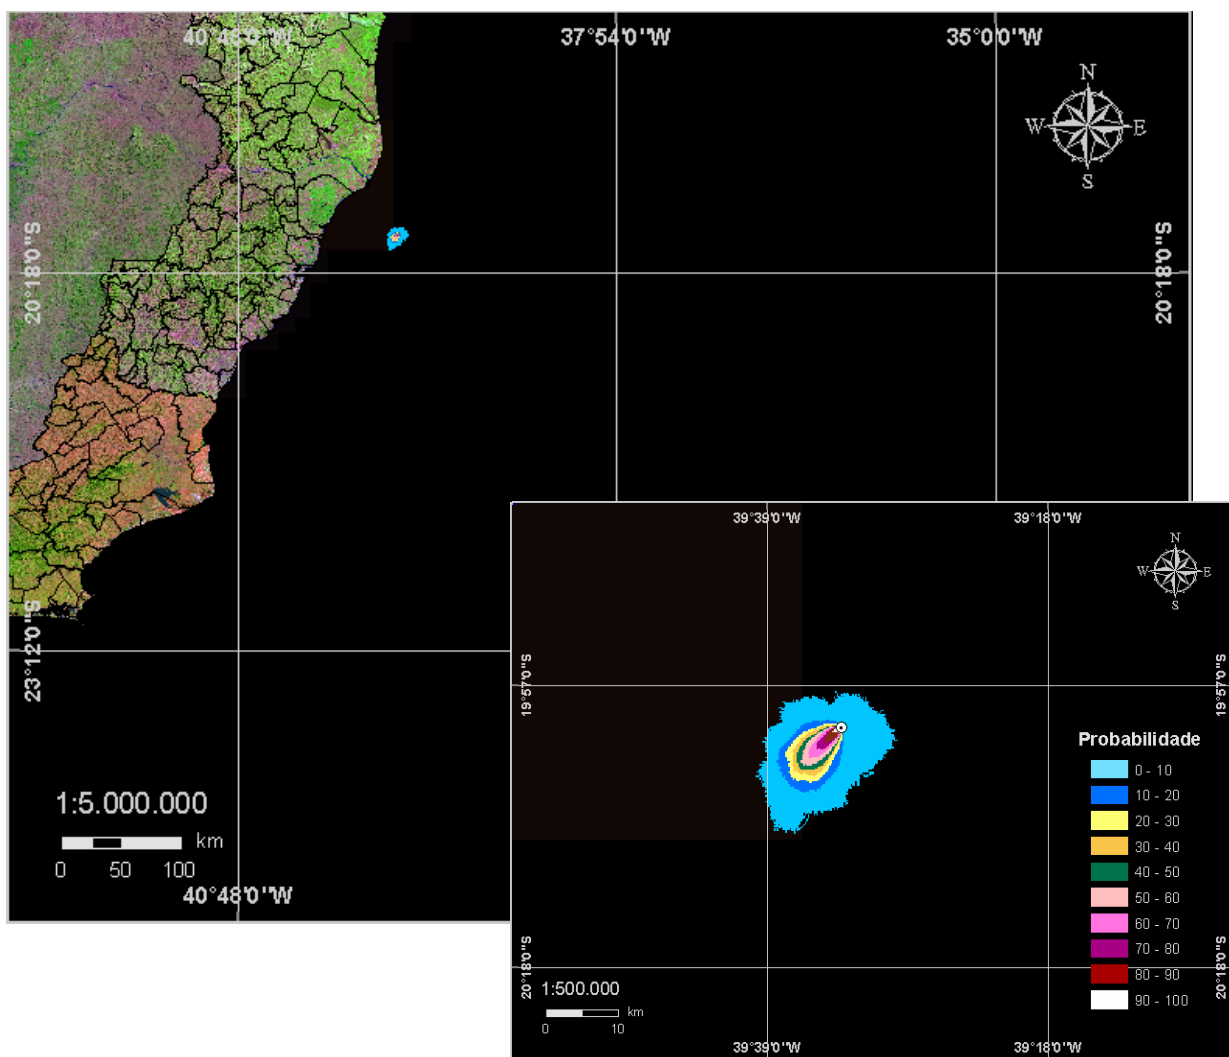 40°48'0"W 37°54'0"W 35°0'0"W
N
W E
S
20°18'0"S 20°18'0"S
23°12'0"S
1:5.000.000
km
0 50 100
40°48'0"W
39°39'0"W 39°18'0"W
N
W E
S
19°57'0"S 19°57'0"S
Probabilidade
0 - 10
10 - 20
20 - 30
30 - 40
40 - 50
50 - 60
60 - 70
70 - 80
80 - 90
90 - 100
20°18'0"S 20°18'0"S
1:500.000
km
0 10
39°39'0"W 39°18'0"W